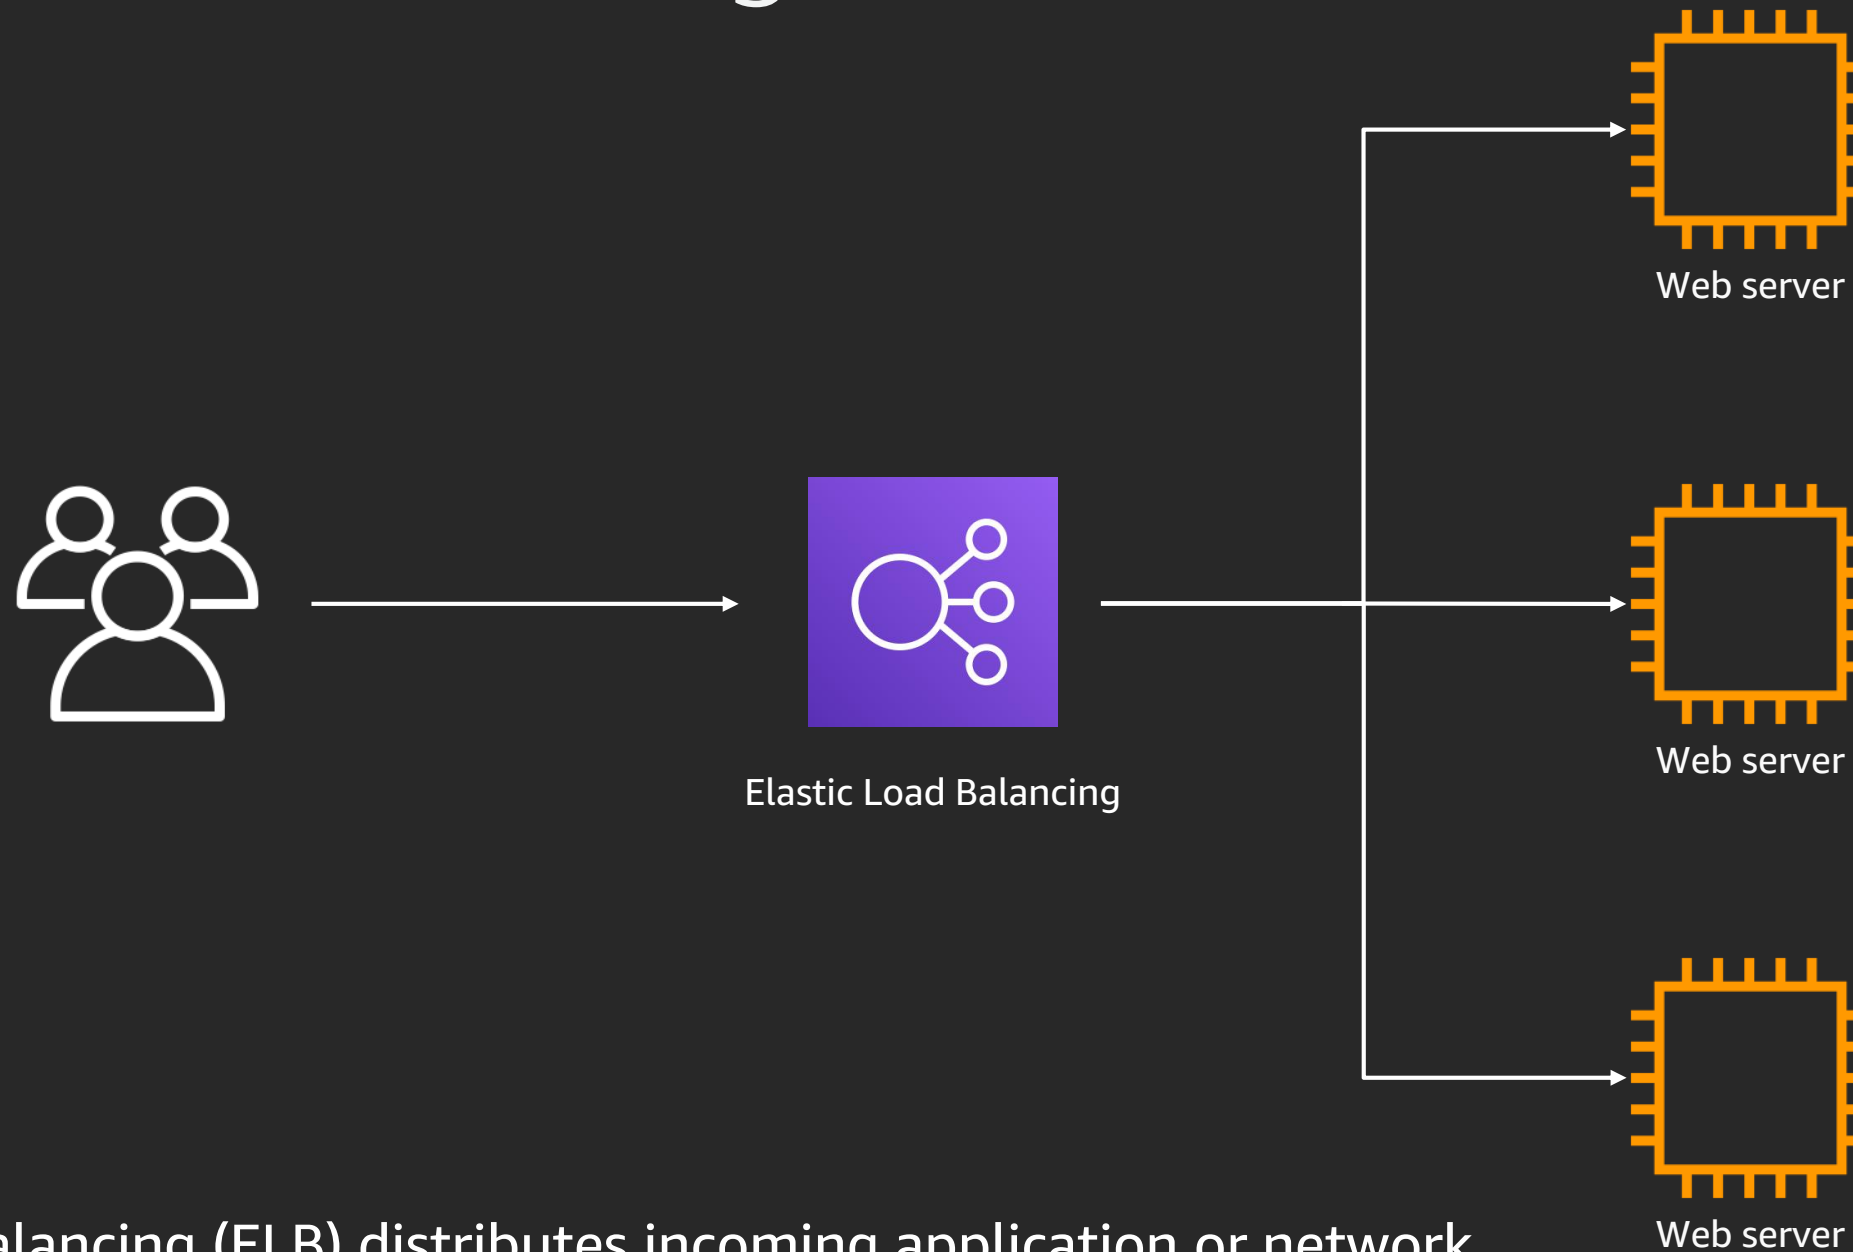 Web server
Web server
Elastic Load Balancing
(ELB) distributes incoming application or network
Web server